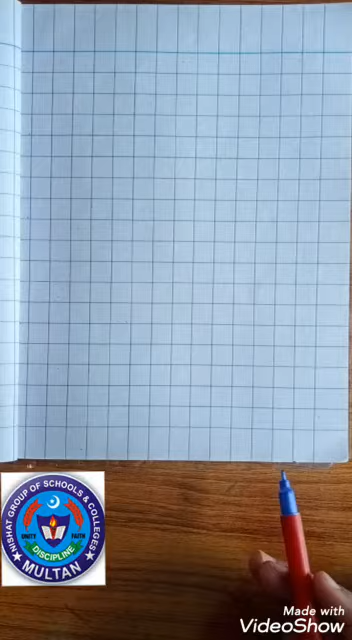 NISHAT GROUP OF SCHOOLS & COLLEGES
UNITY
FAITH
DISCIPLINE
MULTAN
Made with
VideoShow